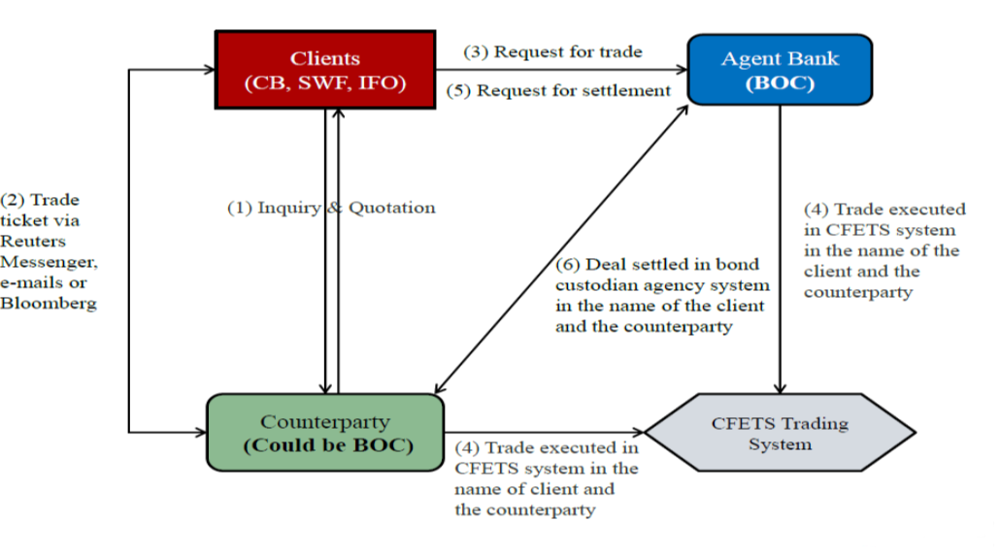 Clients
(CB, SWF, IFO)
(3) Request for trade
(5) Request for settlement
Agent Bank
(BOC)
(2) Trade
ticket via
Reuters
Messenger,
e-mails or
Bloomberg
(1) Inquiry & Quotation
(4) Trade executed
in CFETS system
in the name of the
client and the
counterparty
(6) Deal settled in bond
custodian agency system
in the name of the client
and the counterparty
Counterparty
(Could be BOC)
(4) Trade executed in
CFETS system in the
name of client and
the counterparty
CFETS Trading
System